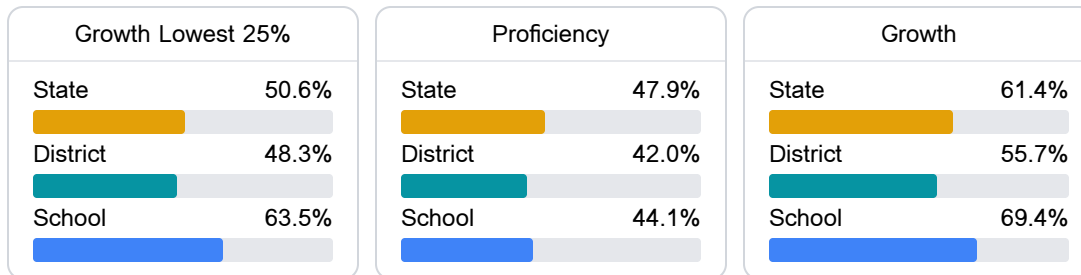 Growth Lowest 25%
State 50.6%
District 48.3%
School 63.5%
Proficiency
State 47.9%
District 42.0%
School 44.1%
Growth
State 61.4%
District 55.7%
School 69.4%